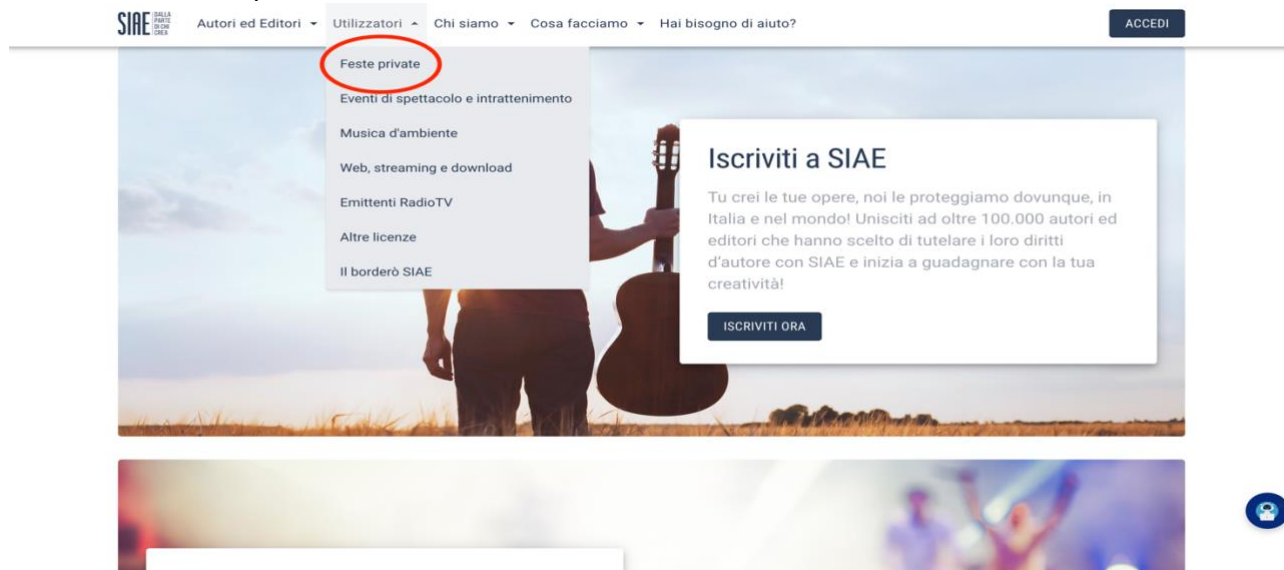 SIAE DALLA PARTE DI CHI CREA
Autori ed Editori Utilizzatori Chi siamo Cosa facciamo Hai bisogno di aiuto? ACCEDI
Feste private
Eventi di spettacolo e intrattenimento
Musica d'ambiente
Web, streaming e download
Emittenti RadioTV
Altre licenze
Il borderò SIAE
Iscriviti a SIAE
Tu crei le tue opere, noi le proteggiamo dovunque, in
Italia e nel mondo! Unisciti ad oltre 100.000 autori ed
editori che hanno scelto di tutelare i loro diritti
d'autore con SIAE e inizia a guadagnare con la tua
creatività!
ISCRIVITI ORA